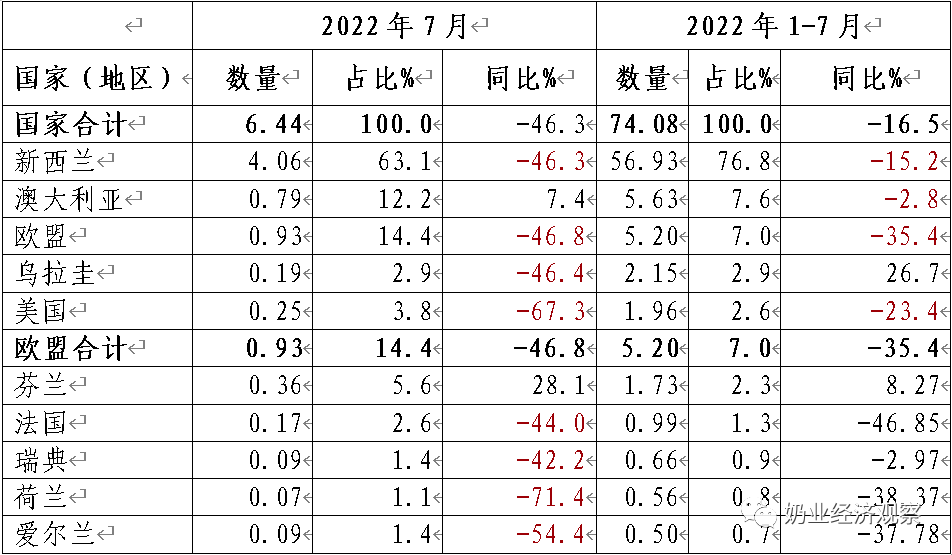 2022年7月 2022年1-7月
国家（地区） 数量 占比% 同比% 数量 占比% 同比%
国家合计 6.44 100.0 -46.3 74.08 100.0 -16.5
新西兰 4.06 63.1 -46.3 56.93 76.8 -15.2
澳大利亚 0.79 12.2 7.4 5.63 7.6 -2.8
欧盟 0.93 14.4 -46.8 5.20 7.0 -35.4
乌拉圭 0.19 2.9 -46.4 2.15 2.9 26.7
美国 0.25 3.8 -67.3 1.96 2.6 -23.4
欧盟合计 0.93 14.4 -46.8 5.20 7.0 -35.4
芬兰 0.36 5.6 28.1 1.73 2.3 8.27
法国 0.17 2.6 -44.0 0.99 1.3 -46.85
瑞典 0.09 1.4 -42.2 0.66 0.9 -2.97
荷兰 0.07 1.1 -71.4 0.56 0.8 -38.37
奶业经济观察
爱尔兰 0.09 1.4 -54.4 0.50 0.7 -37.78